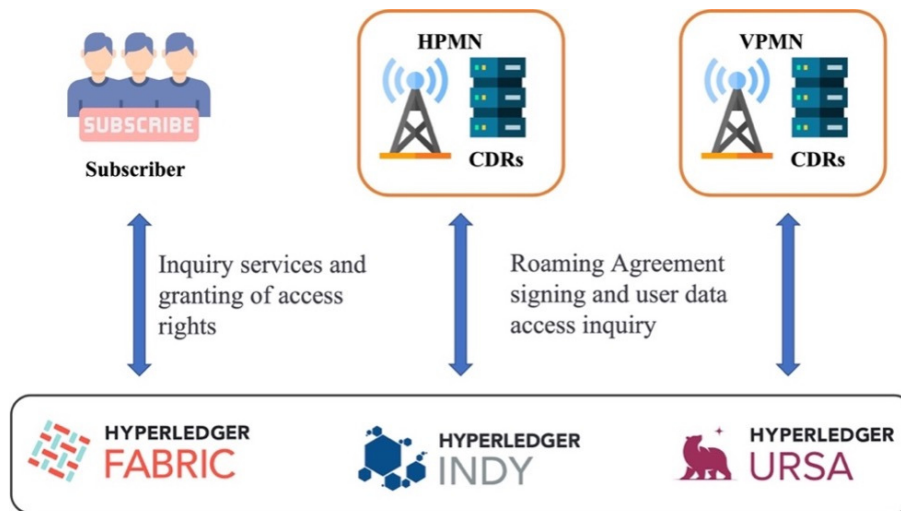 SUBSCRIBE
Subscriber
HPMN
CDRs
VPMN
CDRs
Inquiry services and
granting of access
rights
Roaming Agreement
signing and user data
access inquiry
HYPERLEDGER
FABRIC
HYPERLEDGER
INDY
HYPERLEDGER
URSA